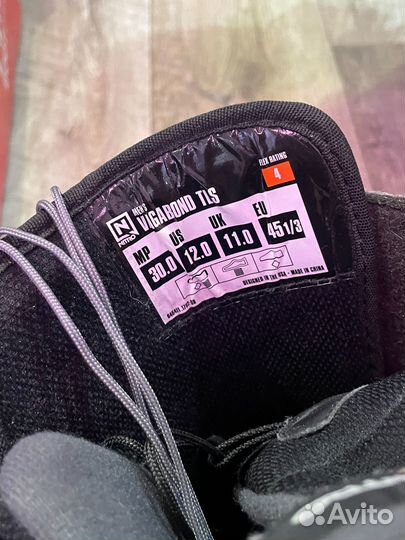 FLEX RATING
4
NITRO
MEN'S
VIGABOND TLS
MP US UK EU
30.0 12.0 11.0 45 1/3
DESIGNED IN THE USA - MADE IN CHINA
Avito